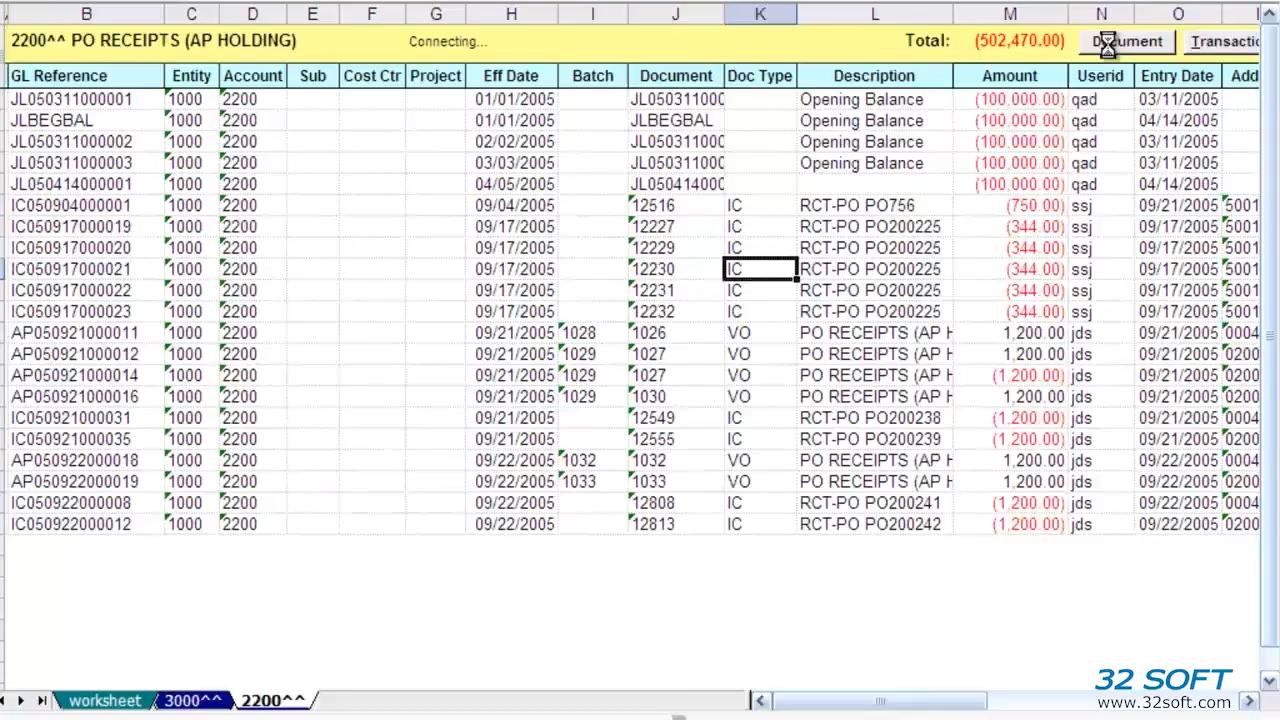 B C D E F G H I J K L M N O
2200^^ PO RECEIPTS (AP HOLDING) Connecting... Total: (502,470.00) Document Transactio
GL Reference Entity Account Sub Cost Ctr Project Eff Date Batch Document Doc Type Description Amount Userid Entry Date Add
JL050311000001 1000 2200 01/01/2005 JL05031100 Opening Balance (100,000.00) qad 03/11/2005
JLBEGBAL 1000 2200 01/01/2005 JLBEGBAL Opening Balance (100,000.00) qad 04/14/2005
JL050311000002 1000 2200 02/02/2005 JL05031100 Opening Balance (100,000.00) qad 03/11/2005
JL050311000003 1000 2200 03/03/2005 JL05031100 Opening Balance (100,000.00) qad 03/11/2005
JL050414000001 1000 2200 04/05/2005 JL05041400 (100,000.00) qad 04/14/2005
IC050904000001 1000 2200 09/04/2005 12516 IC RCT-PO PO756 (750.00) ssj 09/21/2005 5001
IC050917000019 1000 2200 09/17/2005 12227 IC RCT-PO PO200225 (344.00) ssj 09/17/2005 5001
IC050917000020 1000 2200 09/17/2005 12229 IC RCT-PO PO200225 (344.00) ssj 09/17/2005 5001
IC050917000021 1000 2200 09/17/2005 12230 IC RCT-PO PO200225 (344.00) ssj 09/17/2005 5001
IC050917000022 1000 2200 09/17/2005 12231 IC RCT-PO PO200225 (344.00) ssj 09/17/2005 5001
IC050917000023 1000 2200 09/17/2005 12232 IC RCT-PO PO200225 (344.00) ssj 09/17/2005 5001
AP050921000011 1000 2200 09/21/2005 1028 1026 VO PO RECEIPTS (AP H 1,200.00 jds 09/21/2005 0004
AP050921000012 1000 2200 09/21/2005 1029 1027 VO PO RECEIPTS (AP H 1,200.00 jds 09/21/2005 0200
AP050921000014 1000 2200 09/21/2005 1029 1027 VO PO RECEIPTS (AP H (1,200.00) jds 09/21/2005 0200
AP050921000016 1000 2200 09/21/2005 1029 1030 VO PO RECEIPTS (AP H 1,200.00 jds 09/21/2005 0200
IC050921000031 1000 2200 09/21/2005 12549 IC RCT-PO PO200238 (1,200.00) jds 09/21/2005 0004
IC050921000035 1000 2200 09/21/2005 12555 IC RCT-PO PO200239 (1,200.00) jds 09/21/2005 0200
AP050922000018 1000 2200 09/22/2005 1032 1032 VO PO RECEIPTS (AP H 1,200.00 jds 09/22/2005 0004
AP050922000019 1000 2200 09/22/2005 1033 1033 VO PO RECEIPTS (AP H 1,200.00 jds 09/22/2005 0200
IC050922000008 1000 2200 09/22/2005 12808 IC RCT-PO PO200241 (1,200.00) jds 09/22/2005 0004
IC050922000012 1000 2200 09/22/2005 12813 IC RCT-PO PO200242 (1,200.00) jds 09/22/2005 0200
worksheet 3000^^ 2200^^
32 SOFT
www.32soft.com